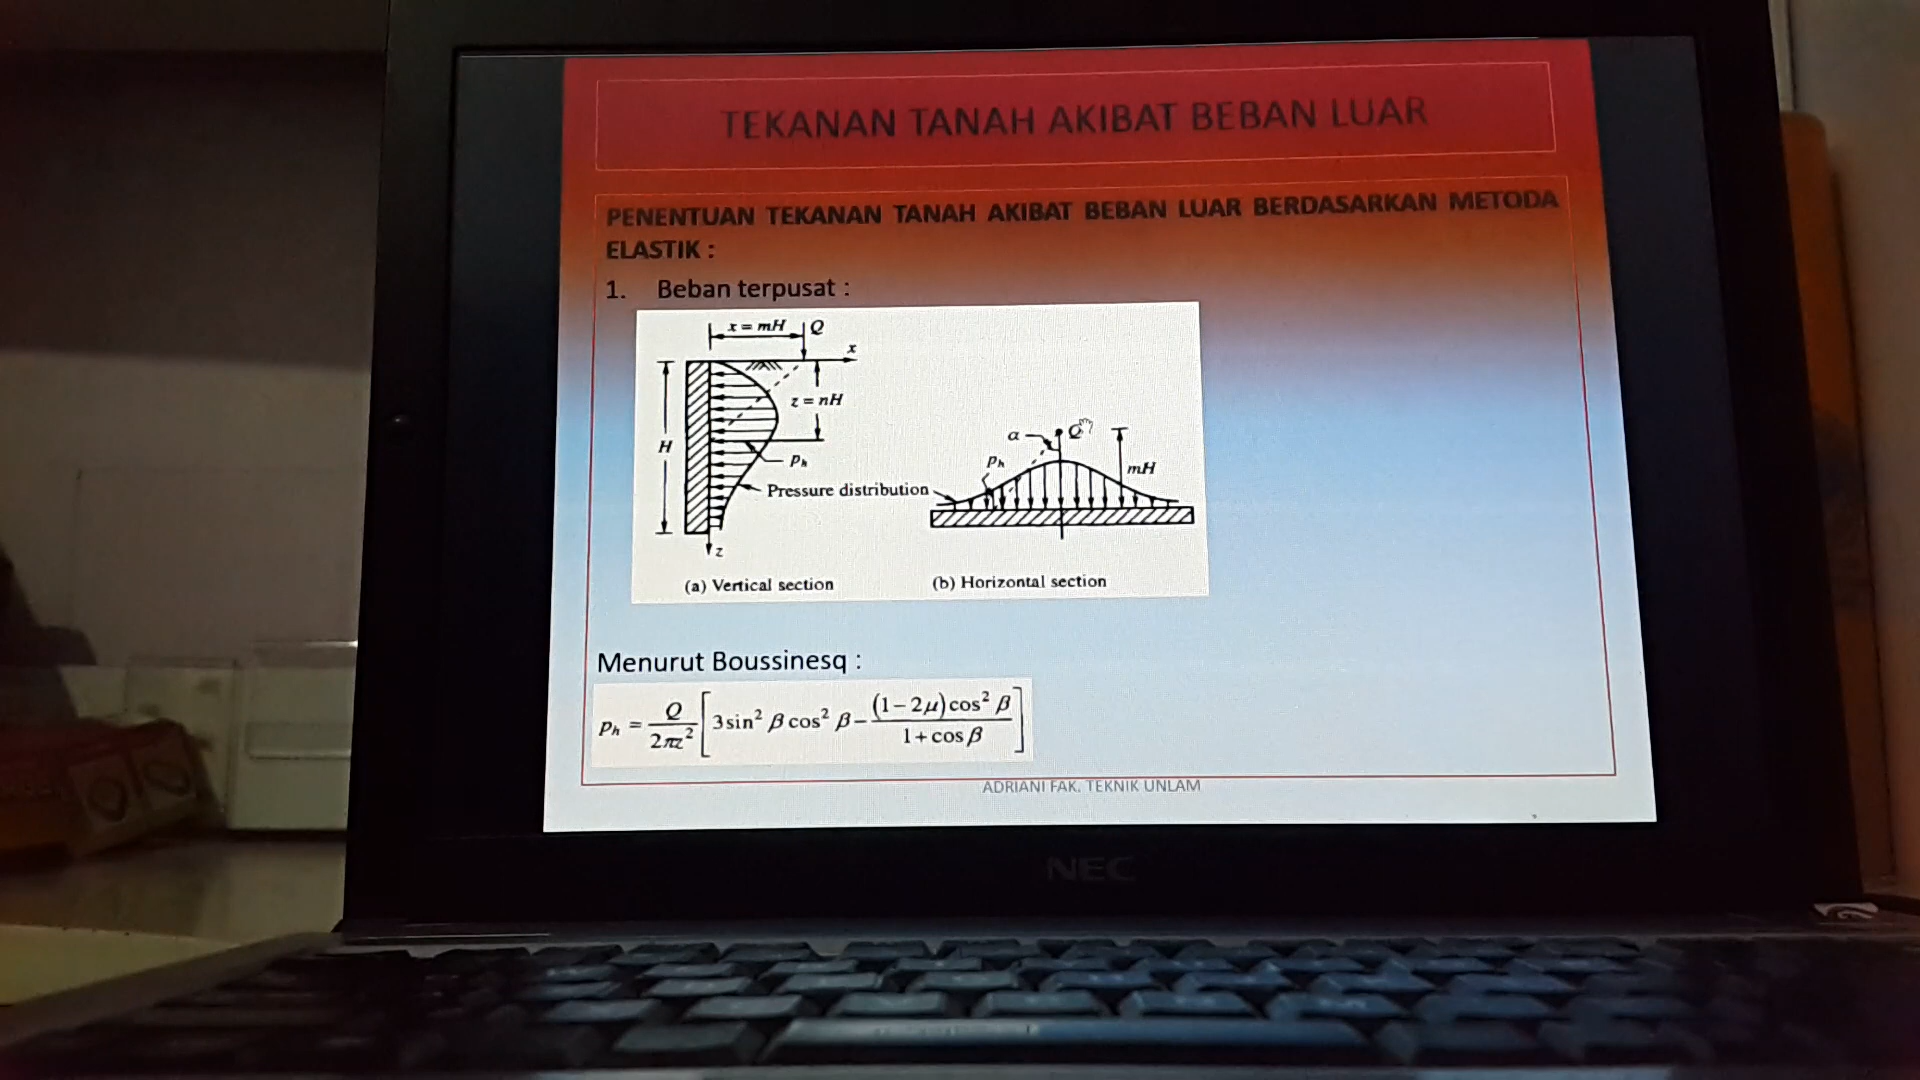 TEKANAN TANAH AKIBAT BEBAN LUAR
PENENTUAN TEKANAN TANAH AKIBAT BEBAN LUAR BERDASARKAN METODA
ELASTIK :
1. Beban terpusat :
x = mH Q
x
z = nH
H
Ph
Pressure distribution
z
(a) Vertical section
α Q
Ph
mH
(b) Horizontal section
Menurut Boussinesq :
Ph = Q/2πz² [3sin² β cos² β − (1−2μ)cos² β/1+cos β]
ADRIANI FAK. TEKNIK UNLAM
NEC